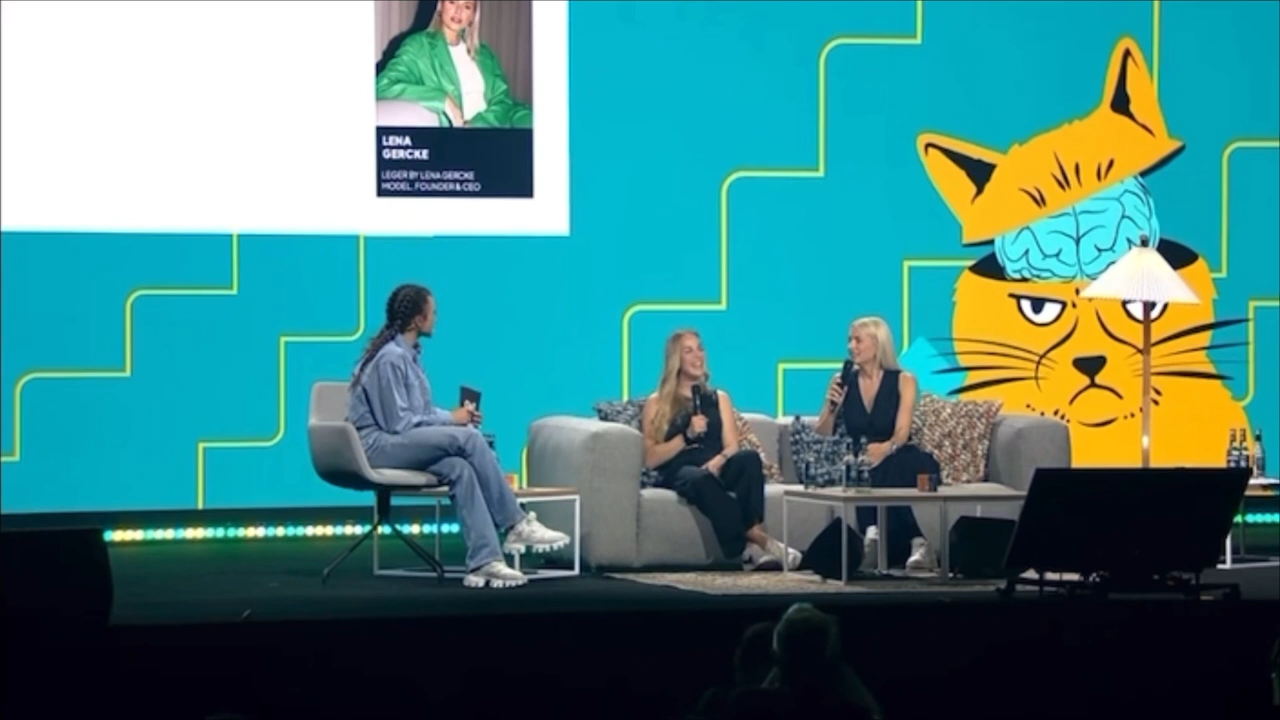 LENA
GERCKE
LEGER BY LENA GERCKE
MODEL, FOUNDER & CEO